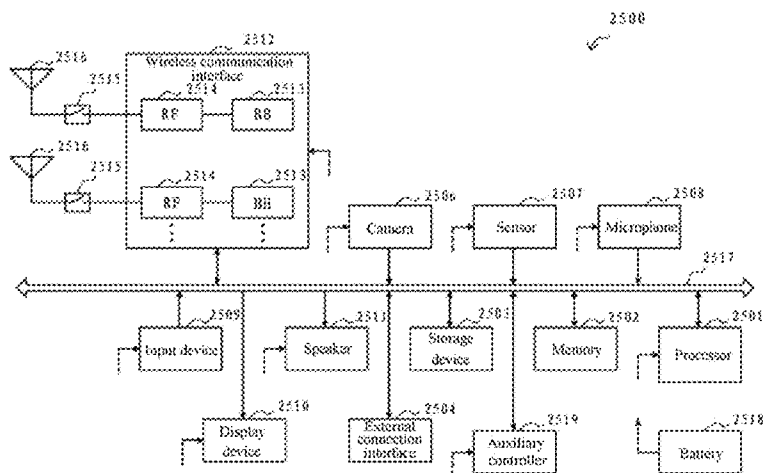 2500
2512
2516
2515
Wireless communication
interface
2514
2513
RF
BB
2516
2515
2514
2513
RF
BB
2506
2507
2508
Camera
Sensor
Microphone
2517
2509
2511
2503
2502
2501
Input device
Speaker
Storage
device
Memory
Processor
2510
2504
2519
2518
Display
device
External
connection
interface
Auxiliary
controller
Battery